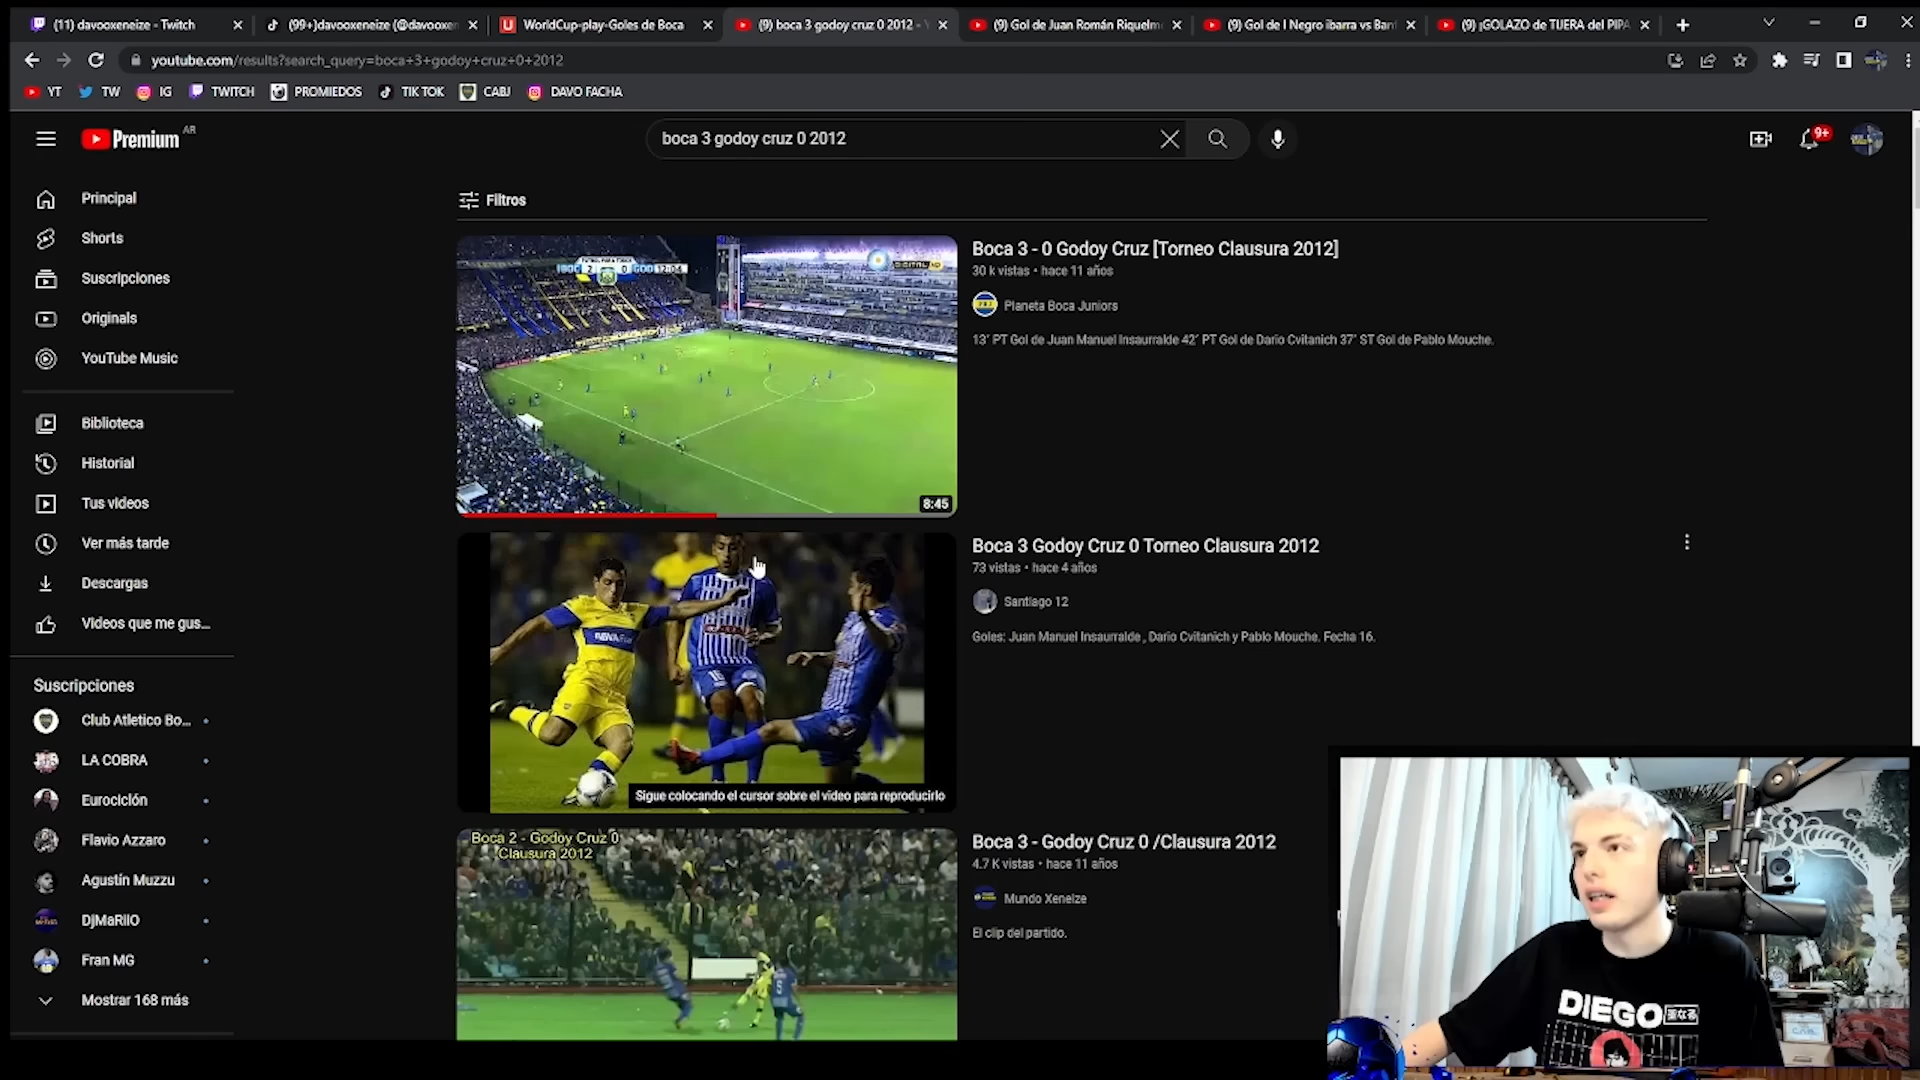 (11) davooxeneize - Twitch
(99+)davooxeneize (@davooxen
WorldCup-play-Goles de Boca
(9) boca 3 godoy cruz 0 2012 - Y
(9) Gol de Juan Román Riquelm
(9) Gol de l Negro ibarra vs Ban
(9) ¡GOLAZO de TIJERA del PIPA
youtube.com/results?search_query=boca+3+godoy+cruz+0+2012
YT
TW
IG
TWITCH
PROMIEDOS
TIK TOK
CABJ
DAVO FACHA
Premium AR
boca 3 godoy cruz 0 2012
9+
Principal
Shorts
Suscripciones
Originals
YouTube Music
Biblioteca
Historial
Tus videos
Ver más tarde
Descargas
Videos que me gus...
Suscripciones
Club Atletico Bo...
LA COBRA
Eurociclón
Flavio Azzaro
Agustín Muzzu
DjMaRiiO
Fran MG
Mostrar 168 más
Filtros
8:45
Boca 3 - 0 Godoy Cruz [Torneo Clausura 2012]
30 k vistas • hace 11 años
Planeta Boca Juniors
13´ PT Gol de Juan Manuel Insaurralde 42´ PT Gol de Dario Cvitanich 37´ ST Gol de Pablo Mouche.
Sigue colocando el cursor sobre el video para reproducirlo
Boca 3 Godoy Cruz 0 Torneo Clausura 2012
73 vistas • hace 4 años
Santiago 12
Goles: Juan Manuel Insaurralde , Dario Cvitanich y Pablo Mouche. Fecha 16.
Boca 2 - Godoy Cruz 0
Clausura 2012
Boca 3 - Godoy Cruz 0 /Clausura 2012
4.7 K vistas • hace 11 años
Mundo Xeneize
El clip del partido.
DIEGO